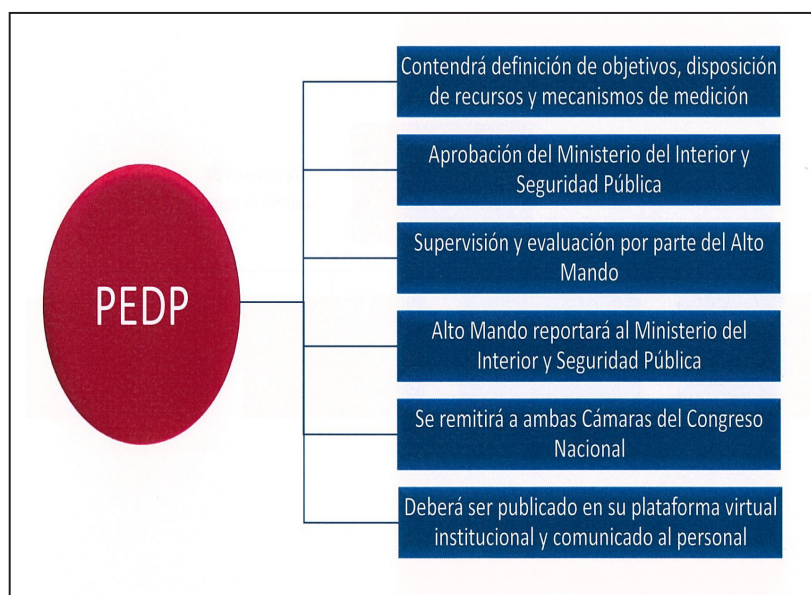 PEDP
Contendrá definición de objetivos, disposición
de recursos y mecanismos de medición
Aprobación del Ministerio del Interior y
Seguridad Pública
Supervisión y evaluación por parte del Alto
Mando
Alto Mando reportará al Ministerio del
Interior y Seguridad Pública
Se remitirá a ambas Cámaras del Congreso
Nacional
Deberá ser publicado en su plataforma virtual
institucional y comunicado al personal